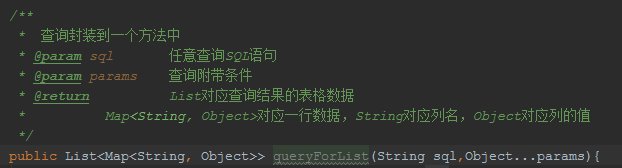 /**
 *  查询封装到一个方法中
 * @param sql        任意查询SQL语句
 * @param params     查询附带条件
 * @return           List对应查询结果的表格数据
 *          Map<String, Object>对应一行数据，String对应列名，Object对应列的值
 */
public List<Map<String, Object>> queryForList(String sql,Object...params){